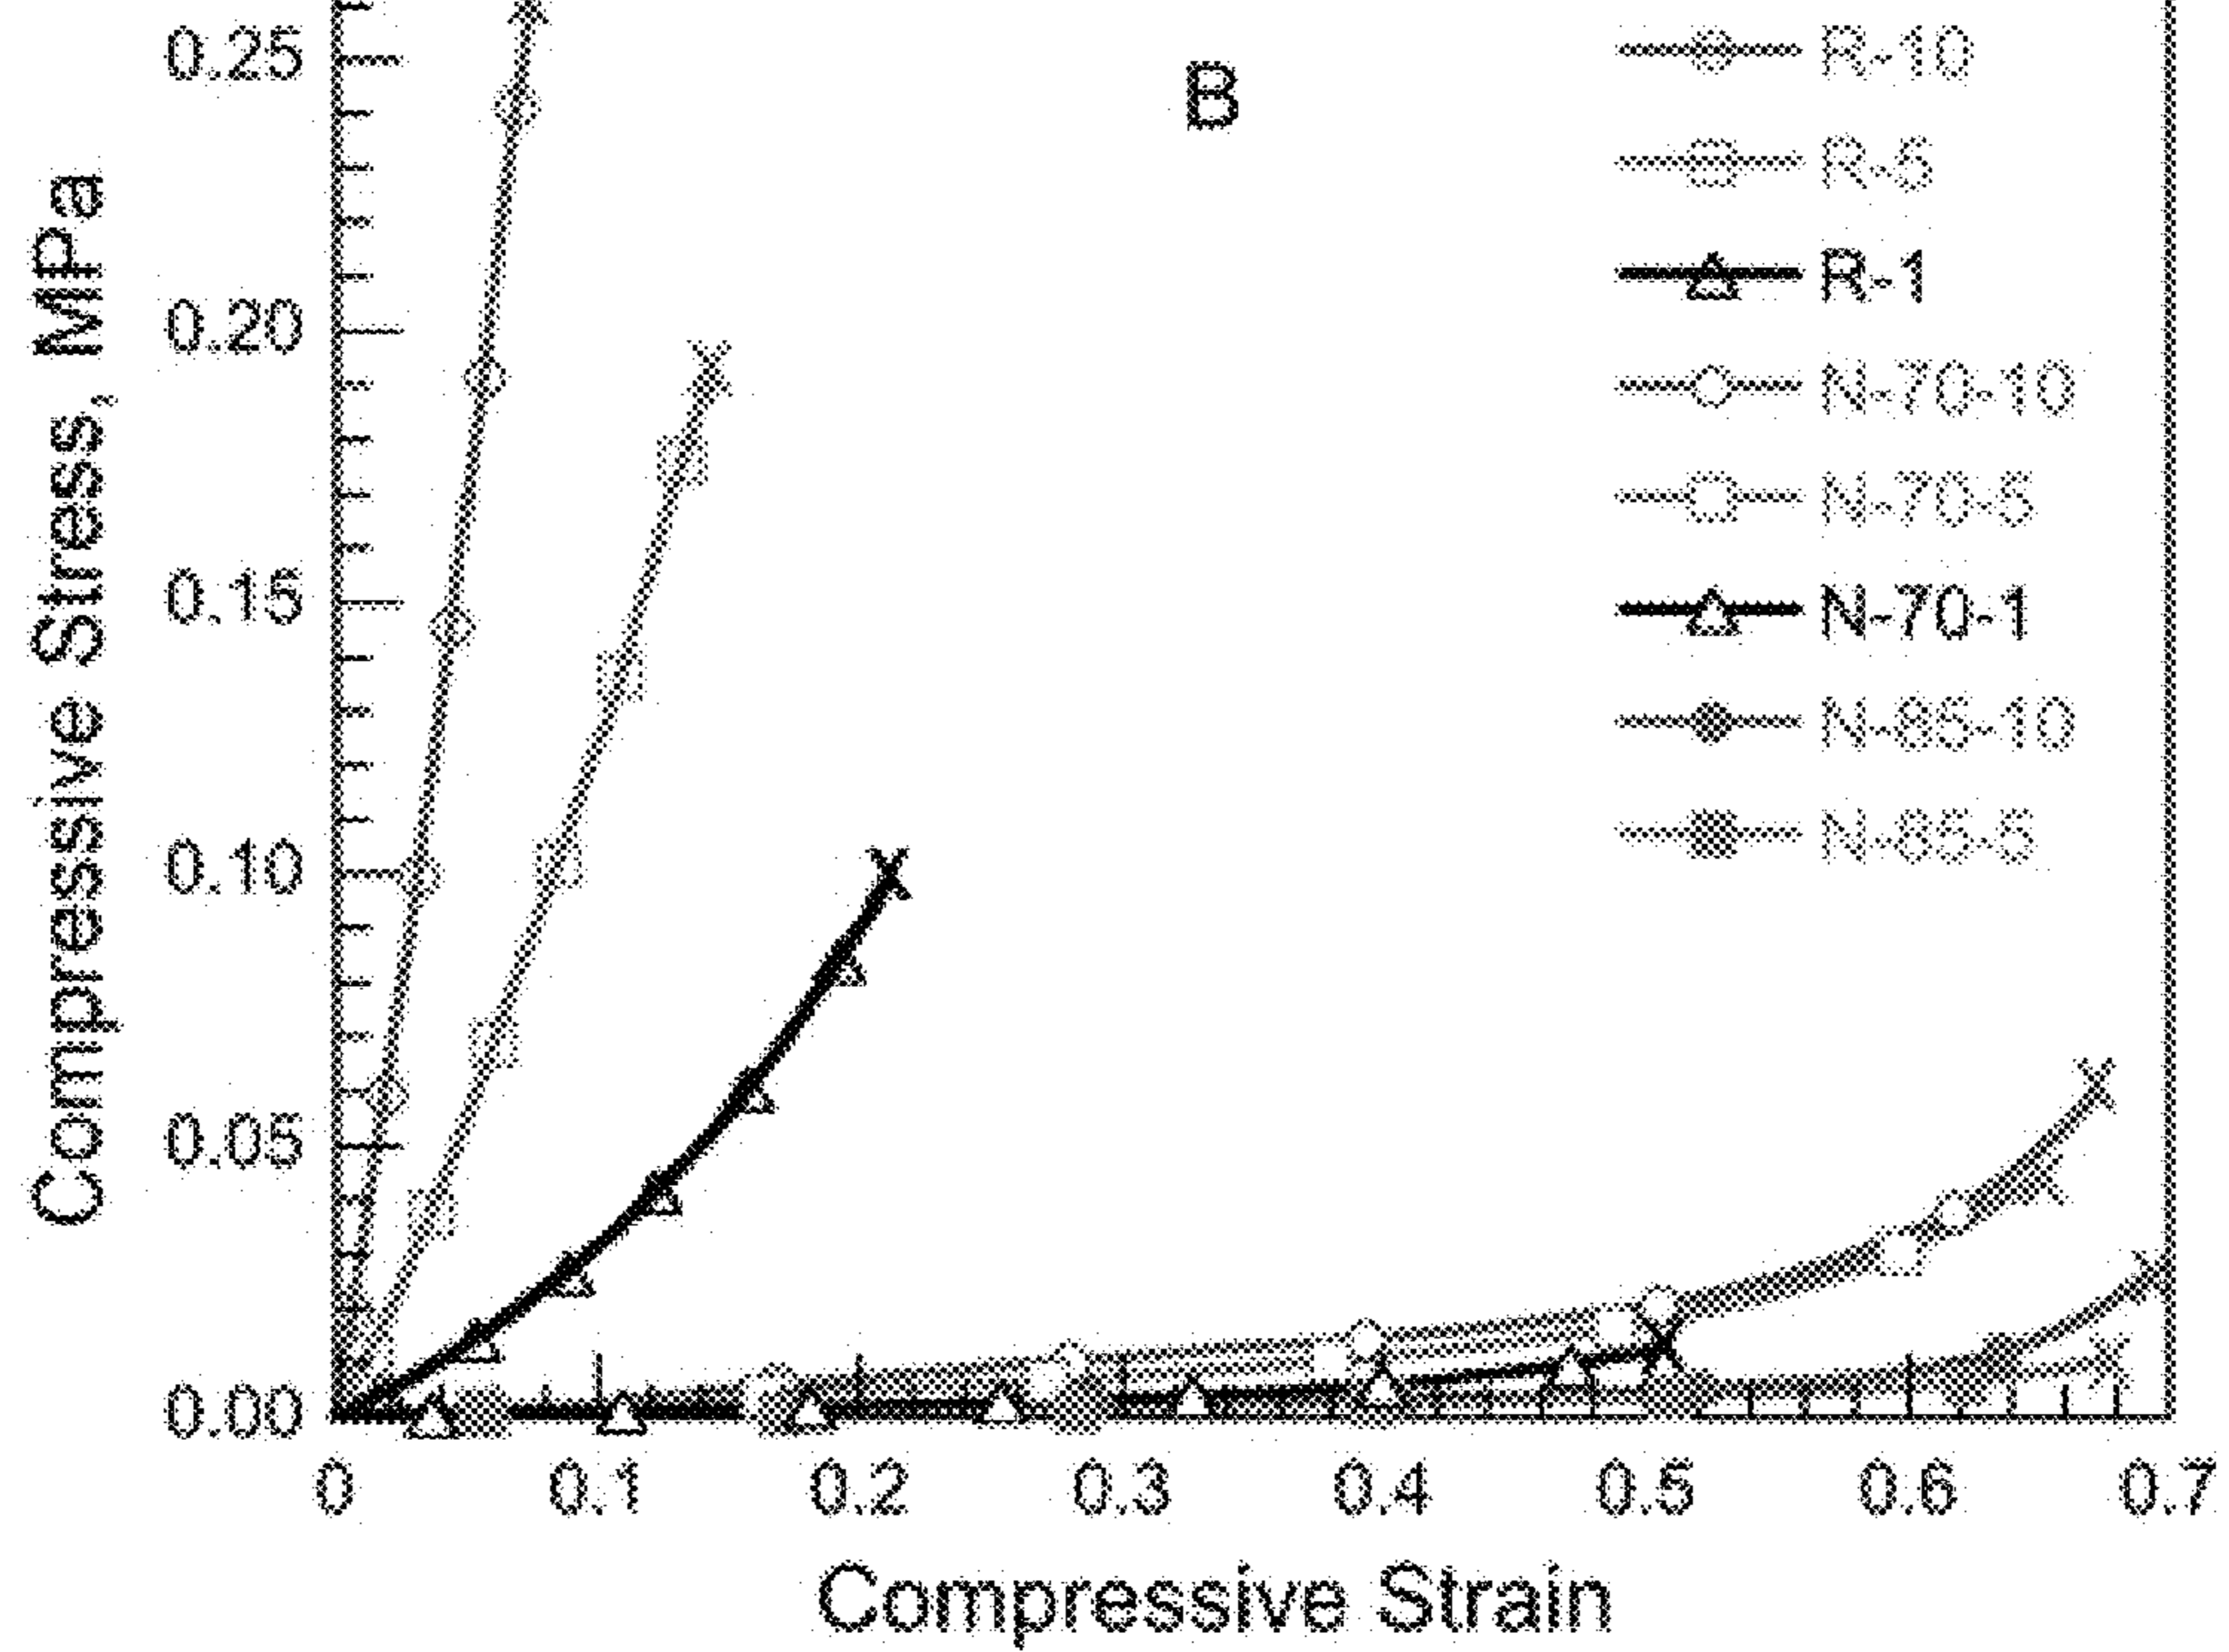 Compressive Stress, MPa
0.25
0.20
0.15
0.10
0.05
0.00
B
R-10
R-5
R-1
N-70-10
N-70-5
N-70-1
N-85-10
N-85-5
0 0.1 0.2 0.3 0.4 0.5 0.6 0.7
Compressive Strain